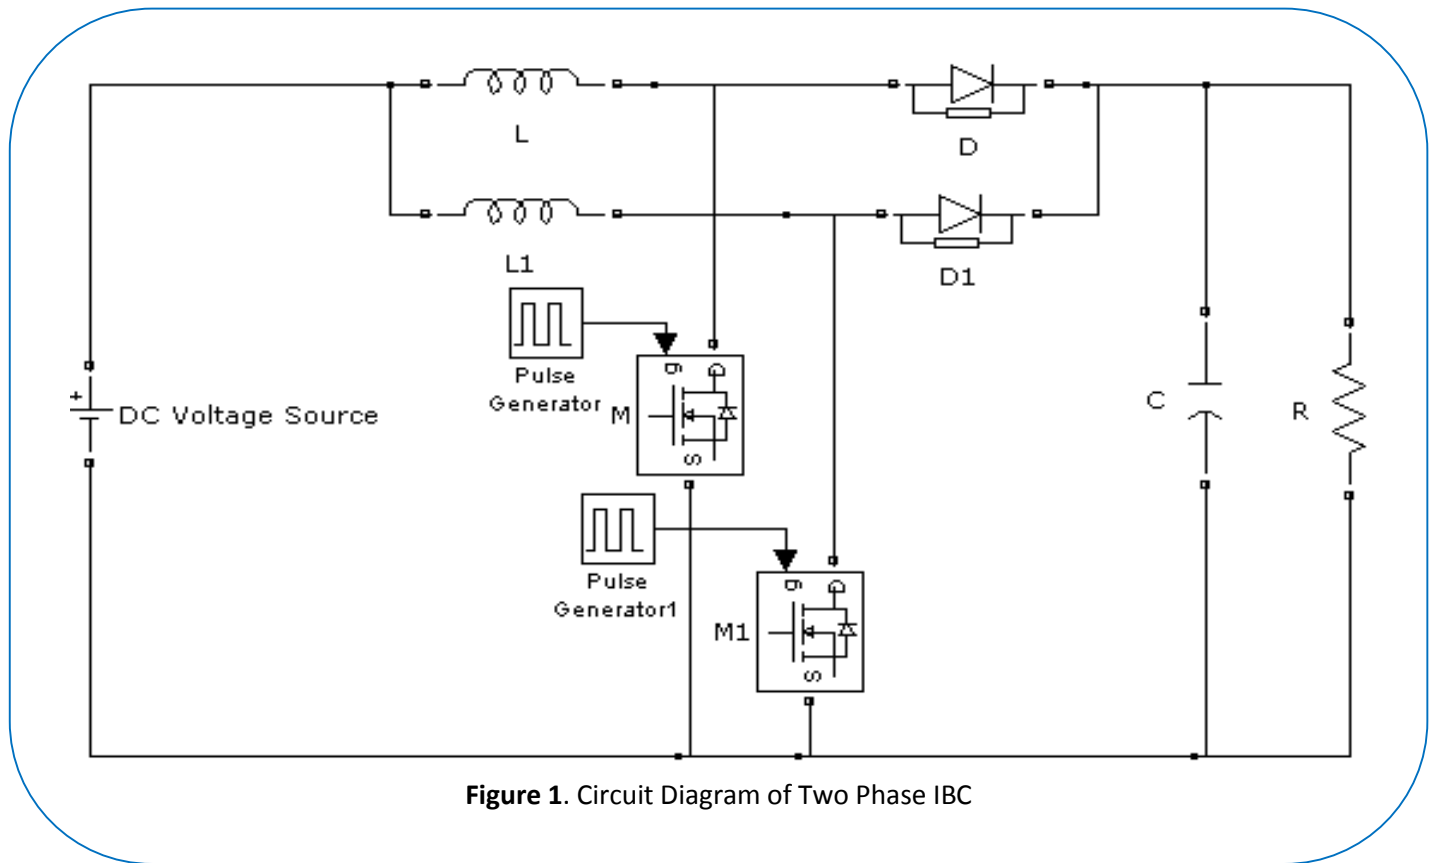 L
D
L1
D1
Pulse
Generator
g
D
M
S
+
DC Voltage Source
C
R
Pulse
Generator1
g
D
M1
S
Figure 1. Circuit Diagram of Two Phase IBC